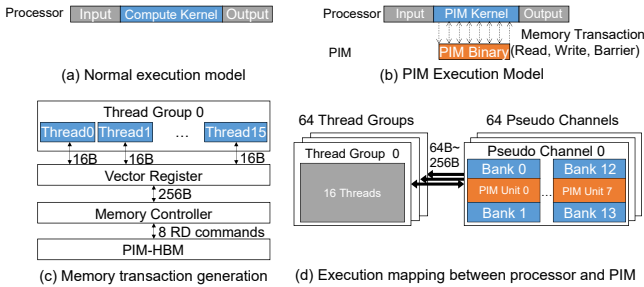 Processor Input Compute Kernel Output
(a) Normal execution model
Processor Input PIM Kernel Output
Memory Transaction
(Read, Write, Barrier)
PIM PIM Binary
(b) PIM Execution Model
Thread Group 0
Thread0 Thread1 … Thread15
16B 16B 16B
Vector Register
256B
Memory Controller
8 RD commands
PIM-HBM
(c) Memory transaction generation
64 Thread Groups 64 Pseudo Channels
Thread Group 0
16 Threads
64B~
256B
Pseudo Channel 0
Bank 0 Bank 12
PIM Unit 0 ... PIM Unit 7
Bank 1 Bank 13
(d) Execution mapping between processor and PIM